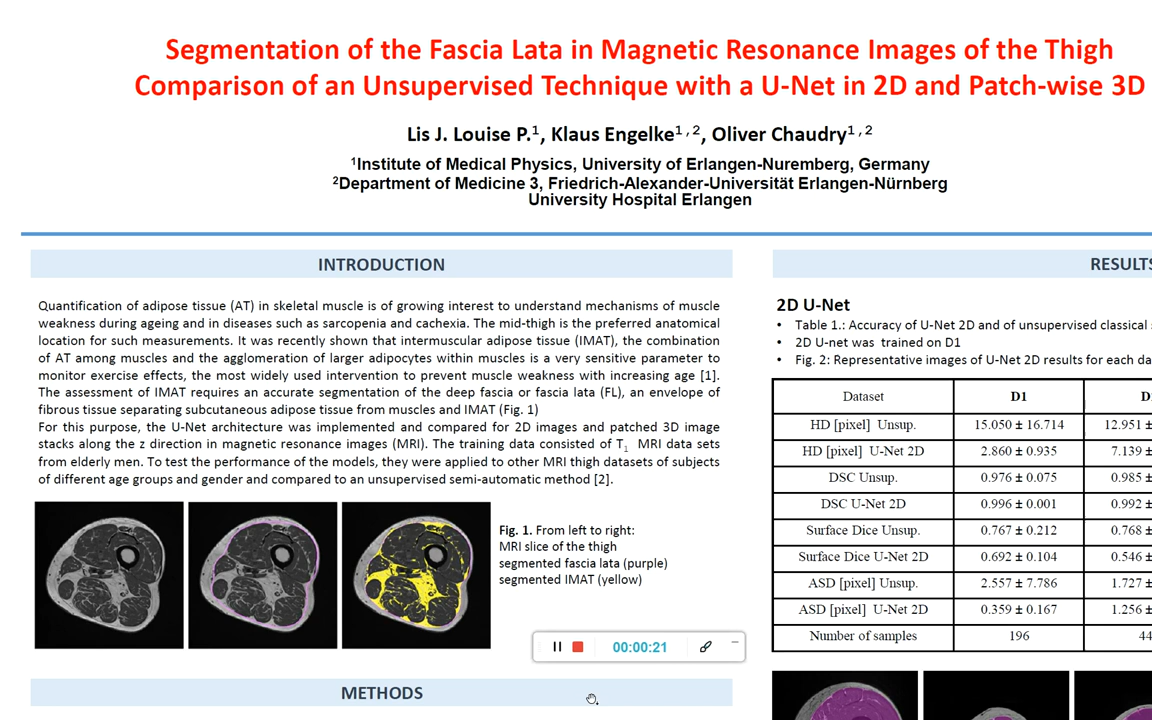 Segmentation of the Fascia Lata in Magnetic Resonance Images of the Thigh
Comparison of an Unsupervised Technique with a U-Net in 2D and Patch-wise 3D
Lis J. Louise P.¹, Klaus Engelke¹,², Oliver Chaudry¹,²
¹Institute of Medical Physics, University of Erlangen-Nuremberg, Germany
²Department of Medicine 3, Friedrich-Alexander-Universität Erlangen-Nürnberg
University Hospital Erlangen
INTRODUCTION
Quantification of adipose tissue (AT) in skeletal muscle is of growing interest to understand mechanisms of muscle
weakness during ageing and in diseases such as sarcopenia and cachexia. The mid-thigh is the preferred anatomical
location for such measurements. It was recently shown that intermuscular adipose tissue (IMAT), the combination
of AT among muscles and the agglomeration of larger adipocytes within muscles is a very sensitive parameter to
monitor exercise effects, the most widely used intervention to prevent muscle weakness with increasing age [1].
The assessment of IMAT requires an accurate segmentation of the deep fascia or fascia lata (FL), an envelope of
fibrous tissue separating subcutaneous adipose tissue from muscles and IMAT (Fig. 1)
For this purpose, the U-Net architecture was implemented and compared for 2D images and patched 3D image
stacks along the z direction in magnetic resonance images (MRI). The training data consisted of T₁ MRI data sets
from elderly men. To test the performance of the models, they were applied to other MRI thigh datasets of subjects
of different age groups and gender and compared to an unsupervised semi-automatic method [2].
Fig. 1. From left to right:
MRI slice of the thigh
segmented fascia lata (purple)
segmented IMAT (yellow)
00:00:21
METHODS
RESULTS
2D U-Net
• Table 1.: Accuracy of U-Net 2D and of unsupervised classical
• 2D U-net was trained on D1
• Fig. 2: Representative images of U-Net 2D results for each da
Dataset D1
HD [pixel] Unsup. 15.050 ± 16.714 12.951 ±
HD [pixel] U-Net 2D 2.860 ± 0.935 7.139 ±
DSC Unsup. 0.976 ± 0.075 0.985 ±
DSC U-Net 2D 0.996 ± 0.001 0.992 ±
Surface Dice Unsup. 0.767 ± 0.212 0.768 ±
Surface Dice U-Net 2D 0.692 ± 0.104 0.546 ±
ASD [pixel] Unsup. 2.557 ± 7.786 1.727 ±
ASD [pixel] U-Net 2D 0.359 ± 0.167 1.256 ±
Number of samples 196 44